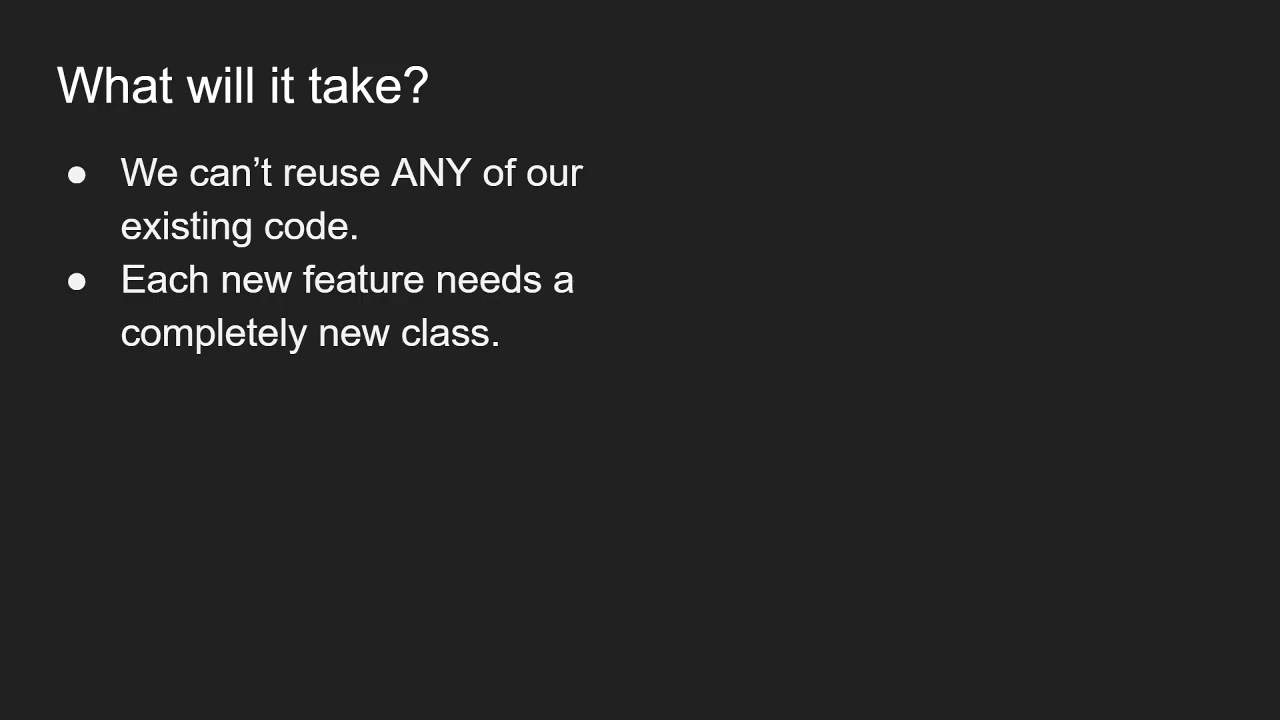 What will it take?
● We can’t reuse ANY of our
existing code.
● Each new feature needs a
completely new class.